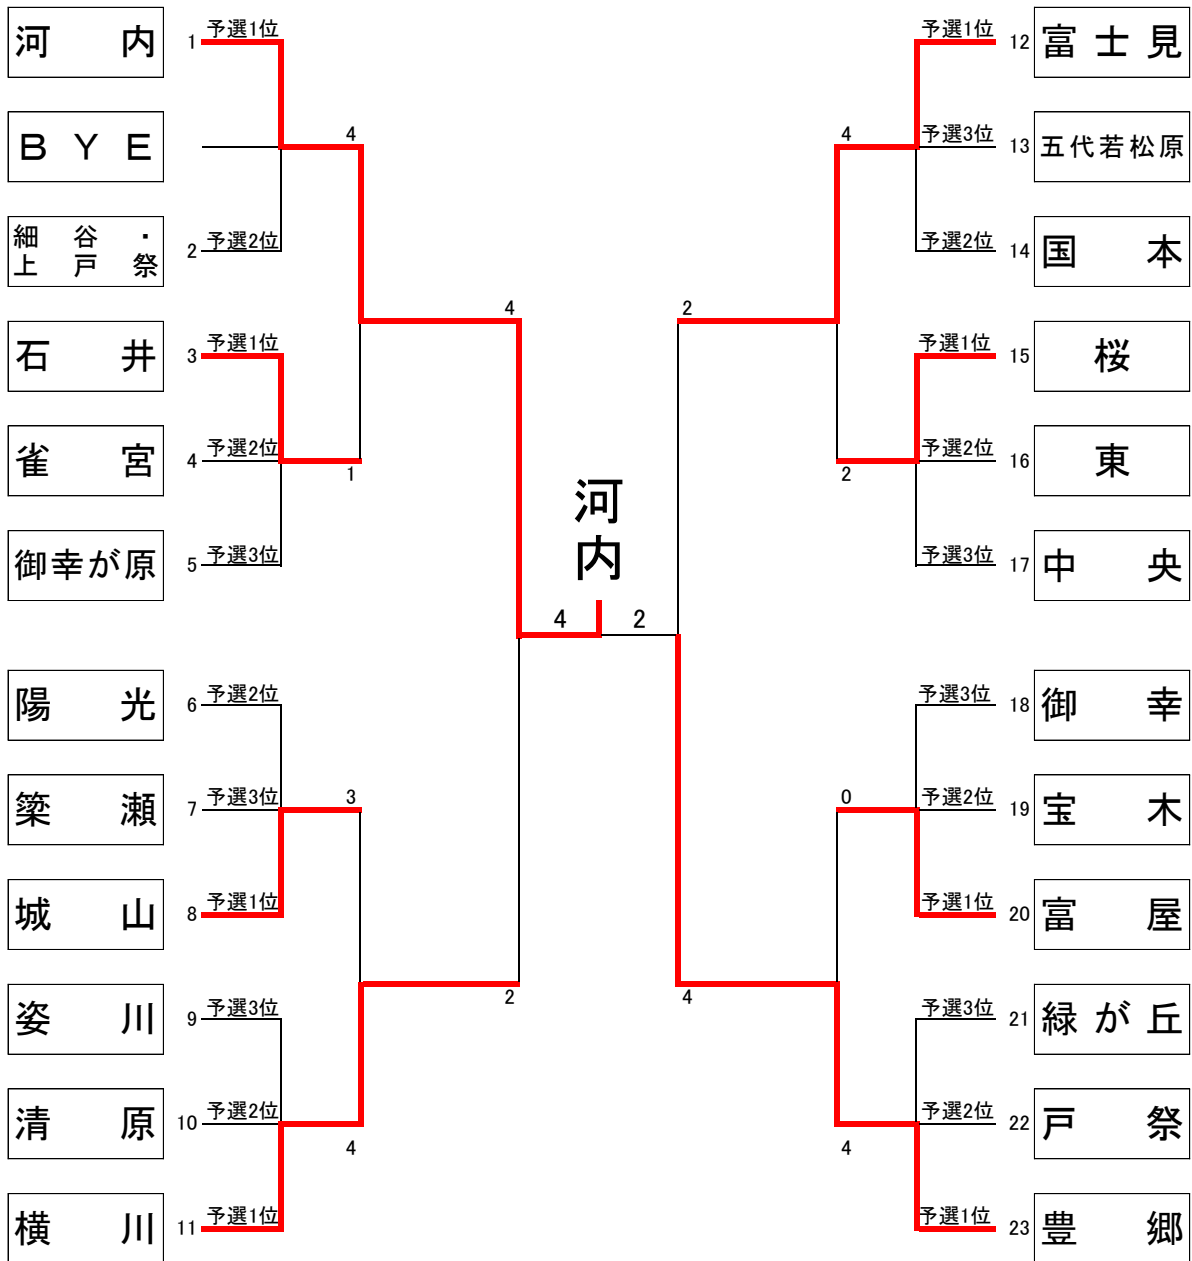 河内
1
予選1位
BYE
細谷・
上戸祭
2
予選2位
4
石井
3
予選1位
雀宮
4
予選2位
1
御幸が原
5
予選3位
4
陽光
6
予選2位
簗瀬
7
予選3位
3
城山
8
予選1位
姿川
9
予選3位
2
清原
10
予選2位
4
横川
11
予選1位
河内
4
2
予選1位
12
富士見
4
予選3位
13
五代若松原
予選2位
14
国本
2
予選1位
15
桜
予選2位
16
東
2
予選3位
17
中央
予選3位
18
御幸
0
予選2位
19
宝木
予選1位
20
富屋
4
予選3位
21
緑が丘
予選2位
22
戸祭
4
予選1位
23
豊郷